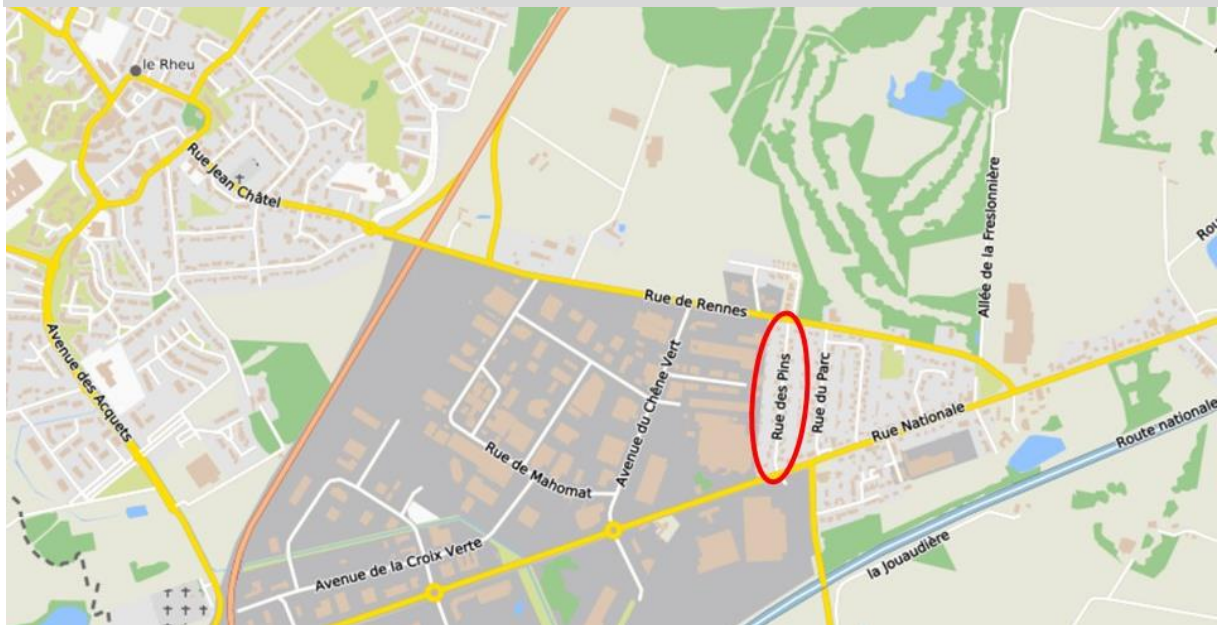 le Rheu
Rue Jean Châtel
Allée de la Freslonnière
Rue de Rennes
Avenue des Acquets
Avenue du Chêne Vert
Rue des Pins
Rue du Parc
Rue Nationale
Route nationale
Rue de Mahomat
la Jouaudière
Avenue de la Croix Verte